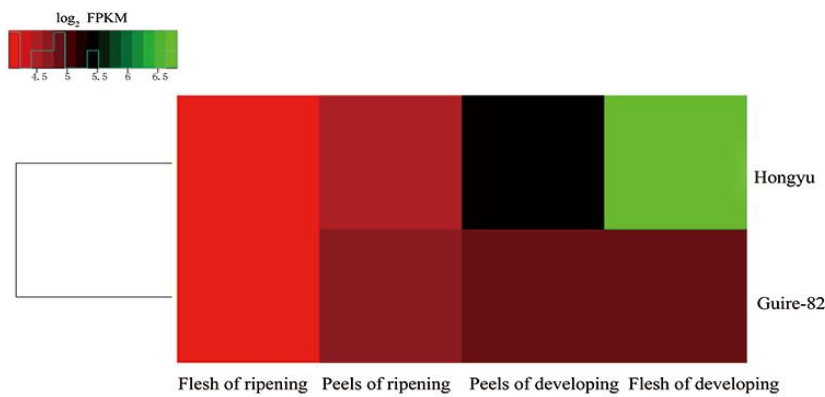 log₂ FPKM
4.5 5 5.5 6 6.5
Hongyu
Guire-82
Flesh of ripening Peels of ripening Peels of developing Flesh of developing